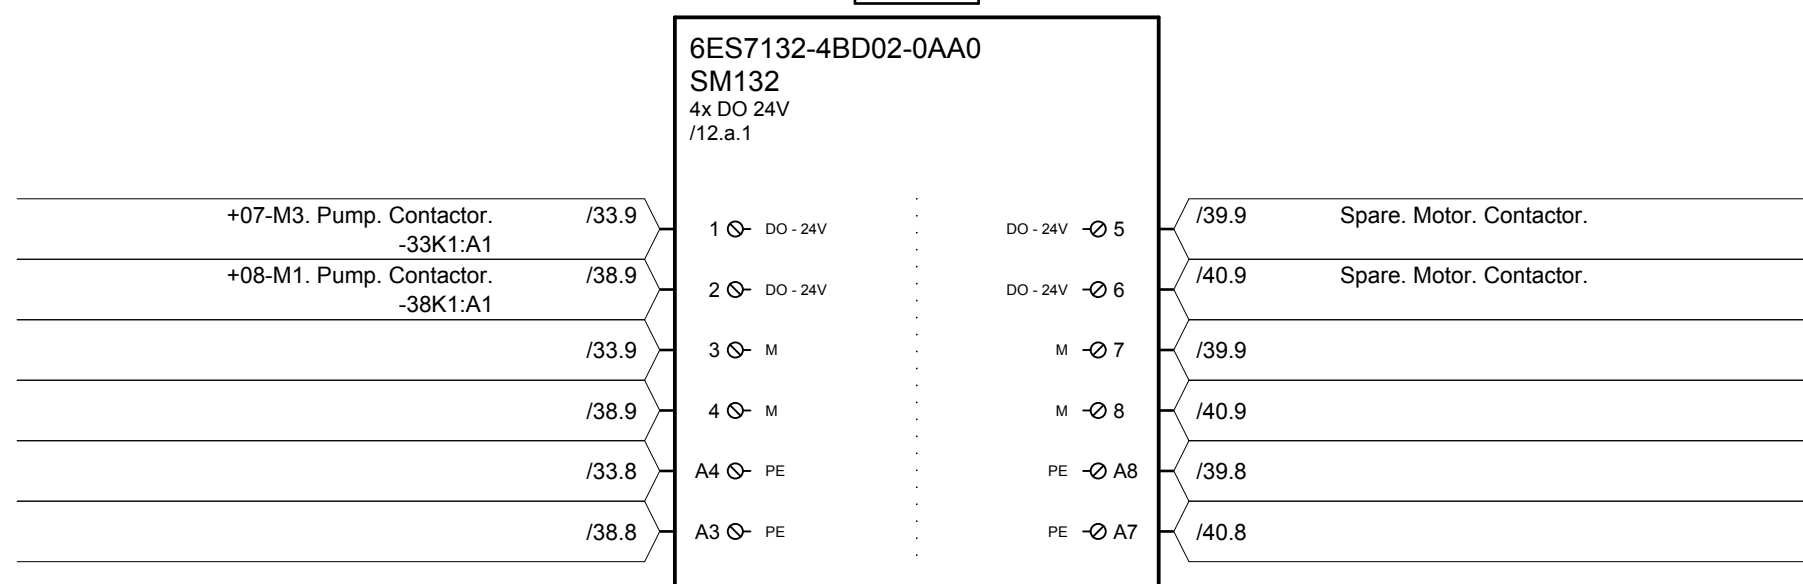 6ES7132-4BD02-0AA0
SM132
4x DO 24V
/12.a.1
+07-M3. Pump. Contactor. /33.9 1 DO - 24V DO - 24V 5 /39.9 Spare. Motor. Contactor.
-33K1:A1
+08-M1. Pump. Contactor. /38.9 2 DO - 24V DO - 24V 6 /40.9 Spare. Motor. Contactor.
-38K1:A1
/33.9 3 M M 7 /39.9
/38.9 4 M M 8 /40.9
/33.8 A4 PE PE A8 /39.8
/38.8 A3 PE PE A7 /40.8